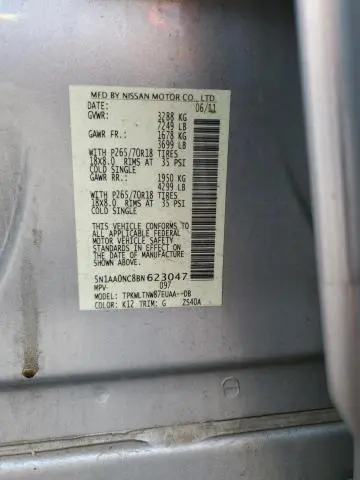 MFD BY NISSAN MOTOR CO., LTD
DATE: 06/11
GVWR: 3288 KG
7249 LB
GAWR FR: 1678 KG
3699 LB
WITH P265/70R18 TIRES
18X8.0 RIMS AT 35 PSI
COLD SINGLE
GAWR RR: 1950 KG
4299 LB
WITH P265/70R18 TIRES
18X8.0 RIMS AT 35 PSI
COLD SINGLE
THIS VEHICLE CONFORMS TO
ALL APPLICABLE FEDERAL
MOTOR VEHICLE SAFETY STANDARDS
IN EFFECT ON THE DATE OF
MANUFACTURE SHOWN ABOVE.
5N1AA0NC8BN623047
MPV- 097
MODEL: TPKWLTNW87EUAA--DB
COLOR: K12 TRIM: G ZS40A